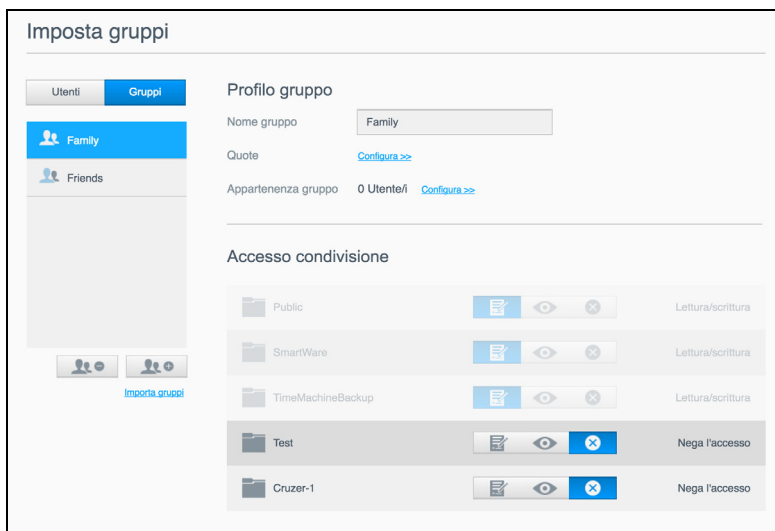 Imposta gruppi
Utenti Gruppi
Family
Friends
Importa gruppi
Profilo gruppo
Nome gruppo Family
Quote Configura >>
Appartenenza gruppo 0 Utente/i Configura >>
Accesso condivisione
Public Lettura/scrittura
SmartWare Lettura/scrittura
TimeMachineBackup Lettura/scrittura
Test Nega l'accesso
Cruzer-1 Nega l'accesso